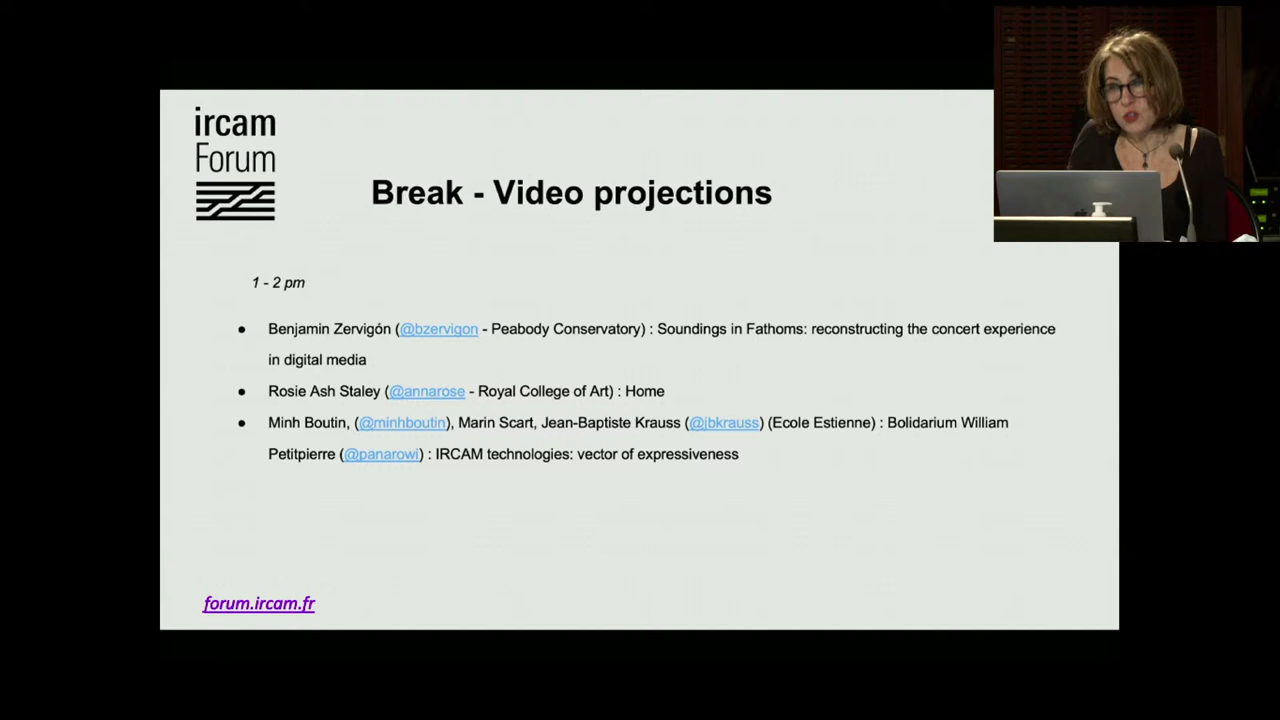 ircam
Forum
Break - Video projections
1 - 2 pm
● Benjamin Zervigón (@bzervigon - Peabody Conservatory) : Soundings in Fathoms: reconstructing the concert experience
in digital media
● Rosie Ash Staley (@annarose - Royal College of Art) : Home
● Minh Boutin, (@minhboutin), Marin Scart, Jean-Baptiste Krauss (@jbkrauss) (Ecole Estienne) : Bolidarium William
Petitpierre (@panarowi) : IRCAM technologies: vector of expressiveness
forum.ircam.fr